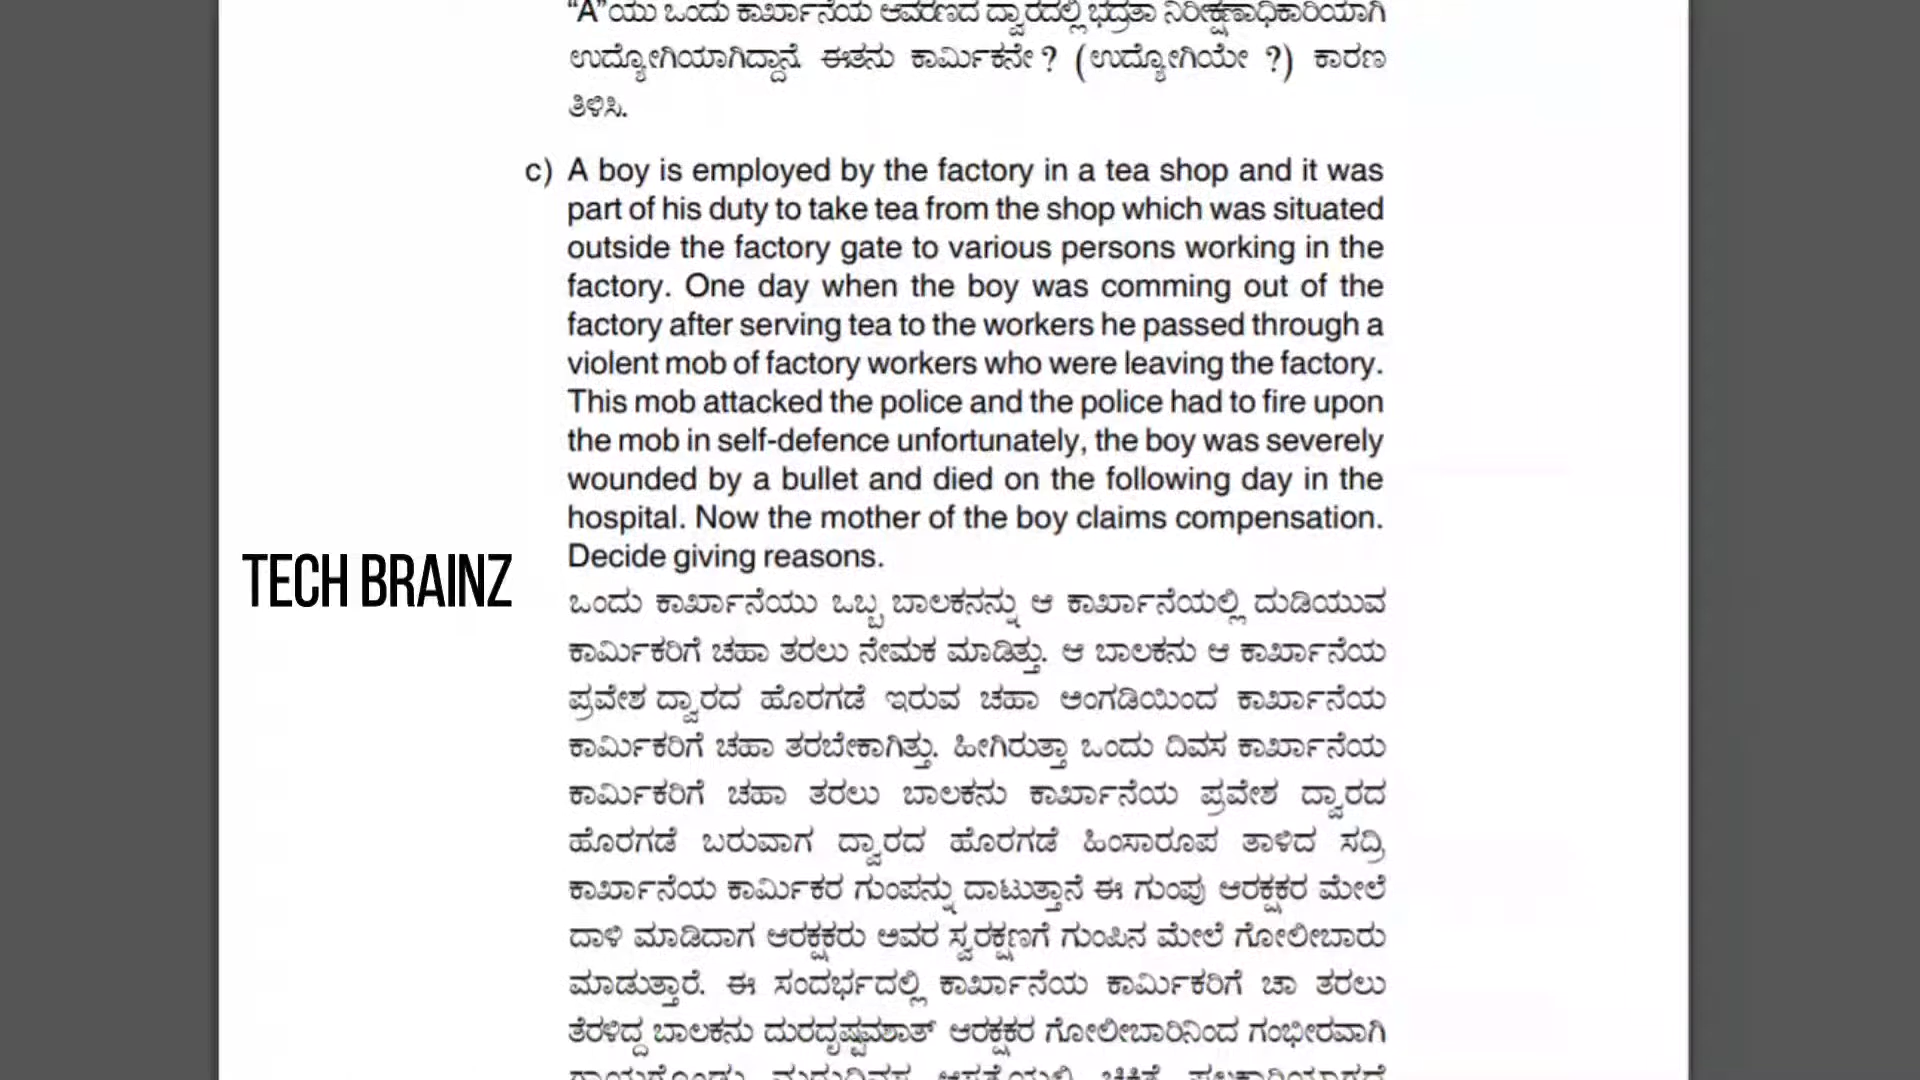 "A"ಯು ಒಂದು ಕಾರ್ಖಾನೆಯ ಆವರಣದ ದ್ವಾರದಲ್ಲಿ ಭದ್ರತಾ ನಿರೀಕ್ಷಣಾಧಿಕಾರಿಯಾಗಿ
ಉದ್ಯೋಗಿಯಾಗಿದ್ದಾನೆ. ಈತನು ಕಾರ್ಮಿಕನೇ ? (ಉದ್ಯೋಗಿಯೇ ?) ಕಾರಣ
ತಿಳಿಸಿ.
c) A boy is employed by the factory in a tea shop and it was
part of his duty to take tea from the shop which was situated
outside the factory gate to various persons working in the
factory. One day when the boy was comming out of the
factory after serving tea to the workers he passed through a
violent mob of factory workers who were leaving the factory.
This mob attacked the police and the police had to fire upon
the mob in self-defence unfortunately, the boy was severely
wounded by a bullet and died on the following day in the
hospital. Now the mother of the boy claims compensation.
Decide giving reasons.
TECH BRAINZ
ಒಂದು ಕಾರ್ಖಾನೆಯು ಒಬ್ಬ ಬಾಲಕನನ್ನು ಆ ಕಾರ್ಖಾನೆಯಲ್ಲಿ ದುಡಿಯುವ
ಕಾರ್ಮಿಕರಿಗೆ ಚಹಾ ತರಲು ನೇಮಕ ಮಾಡಿತ್ತು. ಆ ಬಾಲಕನು ಆ ಕಾರ್ಖಾನೆಯ
ಪ್ರವೇಶ ದ್ವಾರದ ಹೊರಗಡೆ ಇರುವ ಚಹಾ ಅಂಗಡಿಯಿಂದ ಕಾರ್ಖಾನೆಯ
ಕಾರ್ಮಿಕರಿಗೆ ಚಹಾ ತರಬೇಕಾಗಿತ್ತು. ಹೀಗಿರುತ್ತಾ ಒಂದು ದಿವಸ ಕಾರ್ಖಾನೆಯ
ಕಾರ್ಮಿಕರಿಗೆ ಚಹಾ ತರಲು ಬಾಲಕನು ಕಾರ್ಖಾನೆಯ ಪ್ರವೇಶ ದ್ವಾರದ
ಹೊರಗಡೆ ಬರುವಾಗ ದ್ವಾರದ ಹೊರಗಡೆ ಹಿಂಸಾರೂಪ ತಾಳಿದ ಸದ್ರಿ
ಕಾರ್ಖಾನೆಯ ಕಾರ್ಮಿಕರ ಗುಂಪನ್ನು ದಾಟುತ್ತಾನೆ ಈ ಗುಂಪು ಆರಕ್ಷಕರ ಮೇಲೆ
ದಾಳಿ ಮಾಡಿದಾಗ ಆರಕ್ಷಕರು ಅವರ ಸ್ವರಕ್ಷಣಗೆ ಗುಂಪಿನ ಮೇಲೆ ಗೋಲೀಬಾರು
ಮಾಡುತ್ತಾರೆ. ಈ ಸಂದರ್ಭದಲ್ಲಿ ಕಾರ್ಖಾನೆಯ ಕಾರ್ಮಿಕರಿಗೆ ಚಾ ತರಲು
ತೆರಳಿದ್ದ ಬಾಲಕನು ದುರದೃಷ್ಟವಶಾತ್ ಆರಕ್ಷಕರ ಗೋಲೀಬಾರಿನಿಂದ ಗಂಭೀರವಾಗಿ